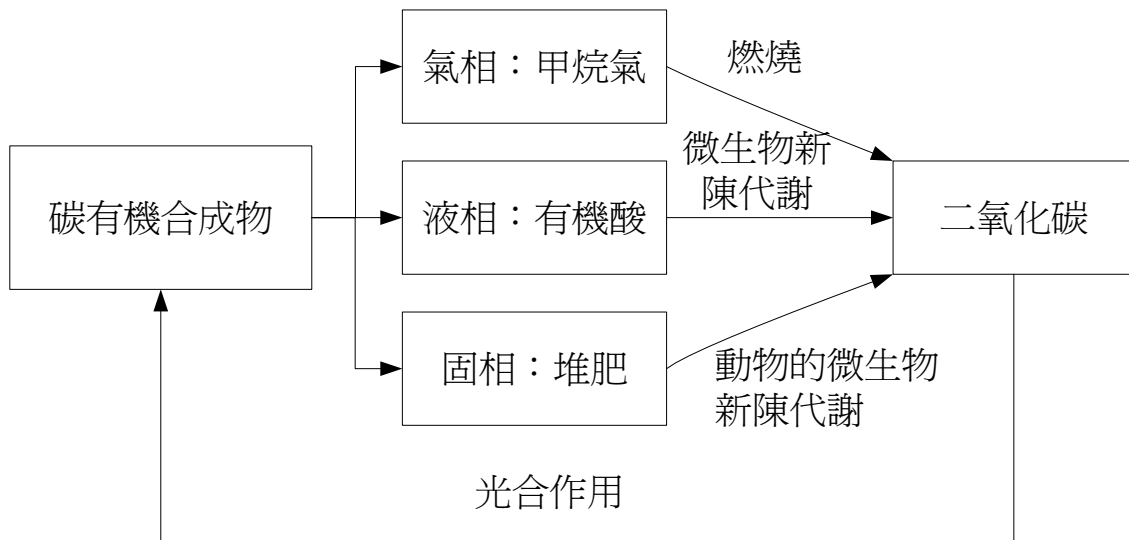 氣相：甲烷氣
燃燒
碳有機合成物
液相：有機酸
微生物新
陳代謝
二氧化碳
固相：堆肥
動物的微生物
新陳代謝
光合作用